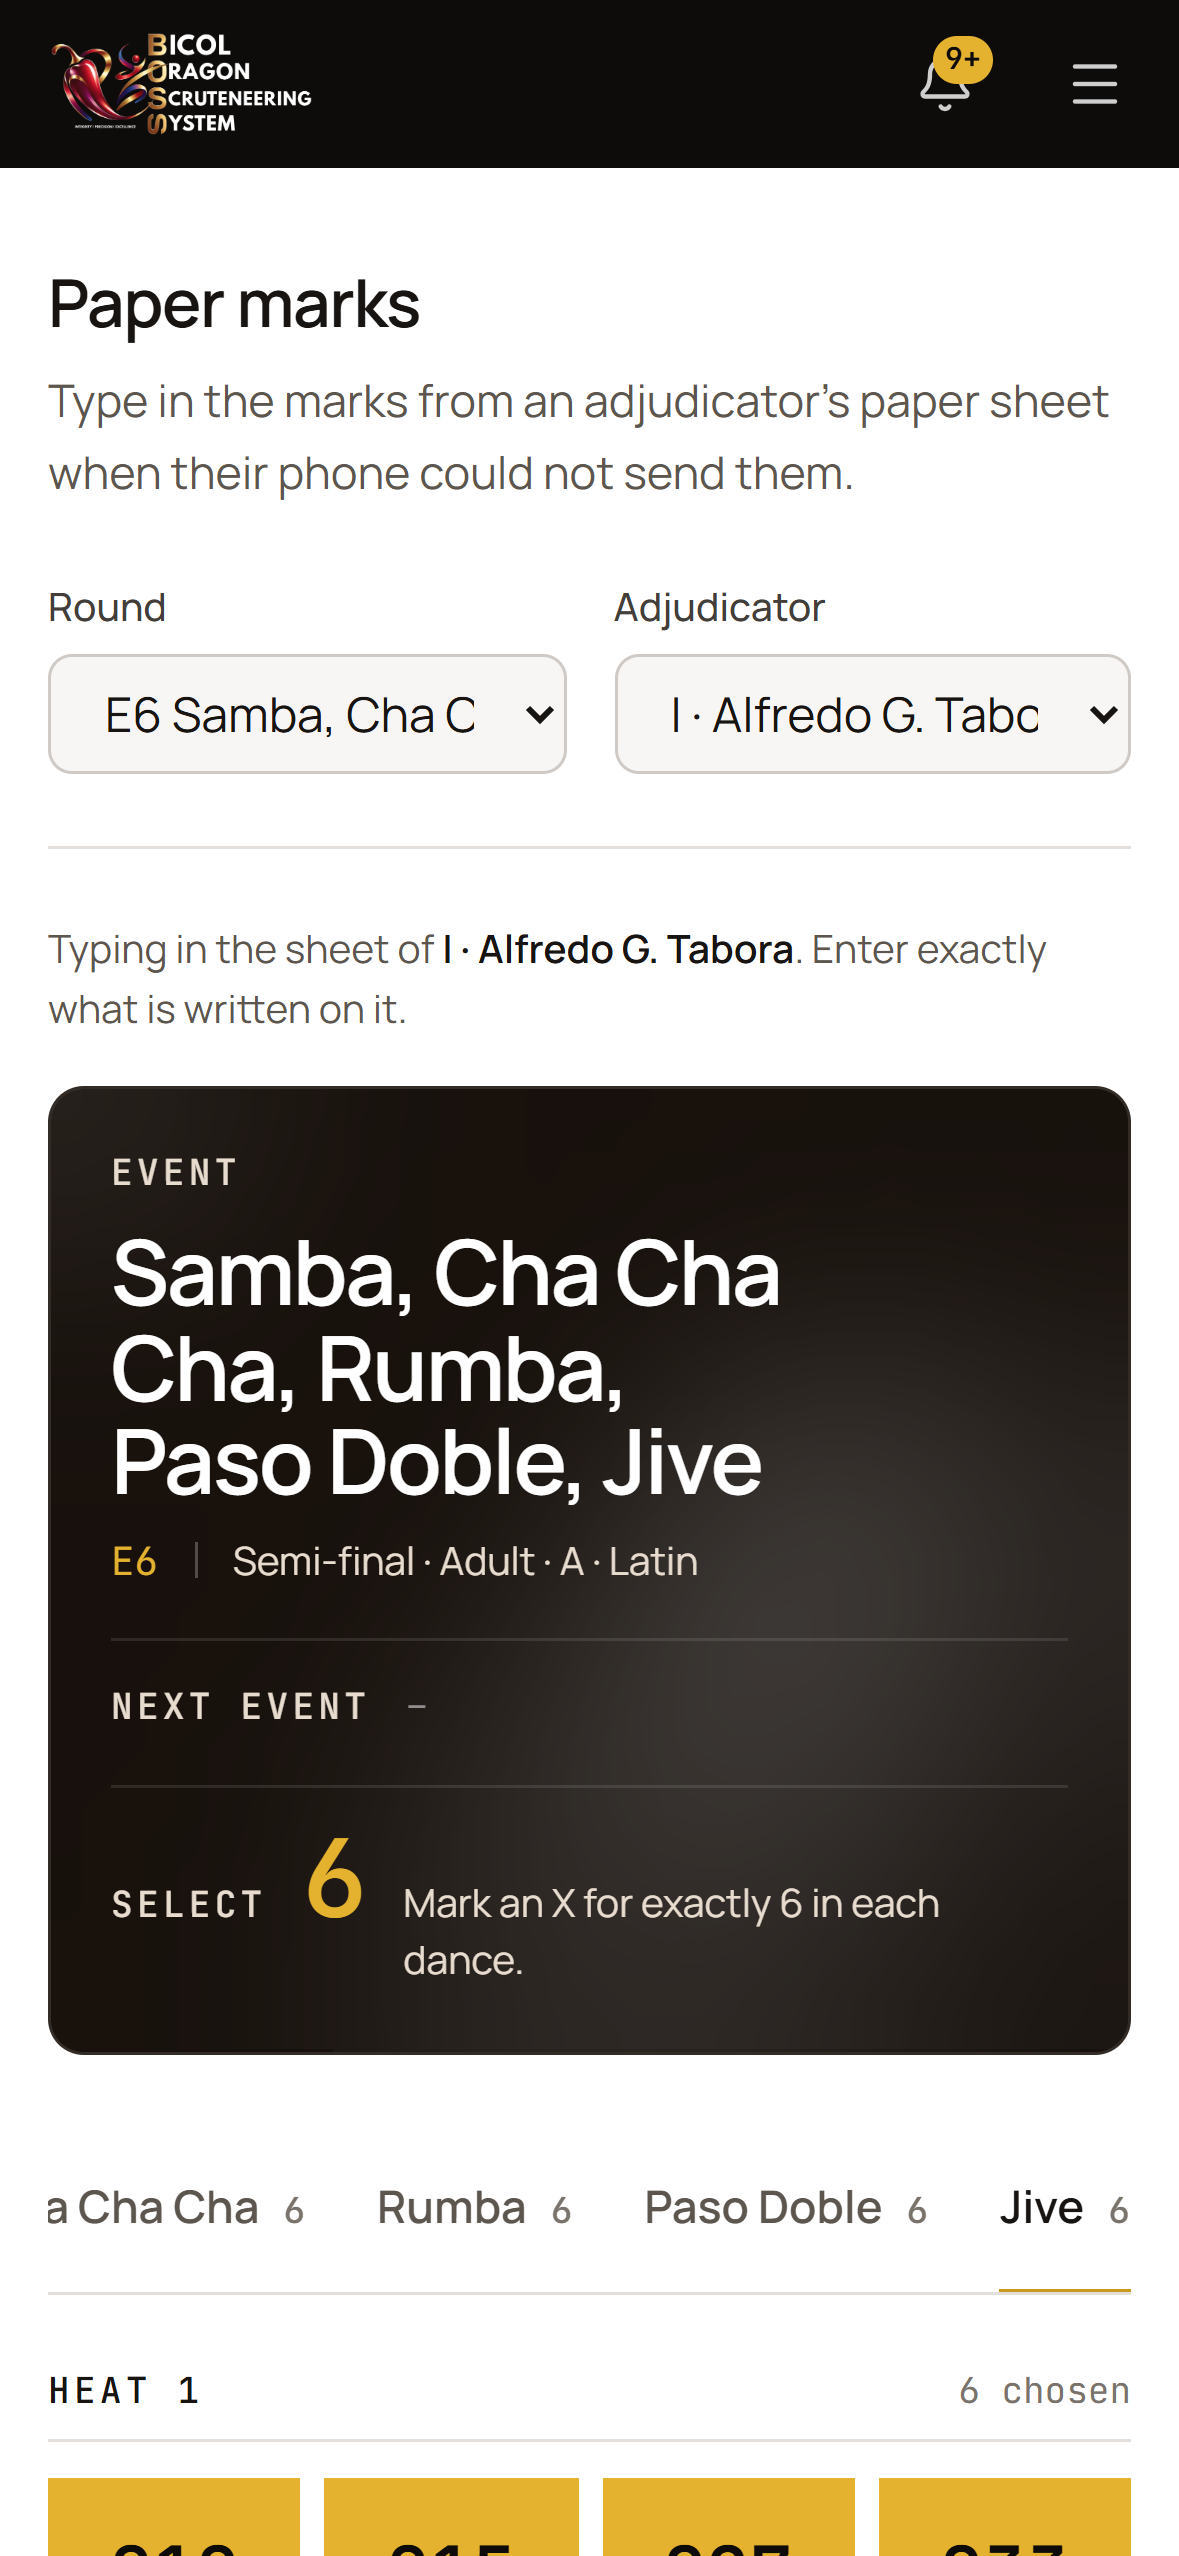 BICOL
DRAGON
SCRUTENEERING
SYSTEM
INTEGRITY | PRECISION | EXCELLENCE
9+
Paper marks
Type in the marks from an adjudicator’s paper sheet
when their phone could not send them.
Round
Adjudicator
E6 Samba, Cha C
I · Alfredo G. Tabo
Typing in the sheet of I · Alfredo G. Tabora. Enter exactly
what is written on it.
EVENT
Samba, Cha Cha
Cha, Rumba,
Paso Doble, Jive
E6 | Semi-final · Adult · A · Latin
NEXT EVENT –
SELECT 6 Mark an X for exactly 6 in each
dance.
a Cha Cha 6 Rumba 6 Paso Doble 6 Jive 6
HEAT 1 6 chosen